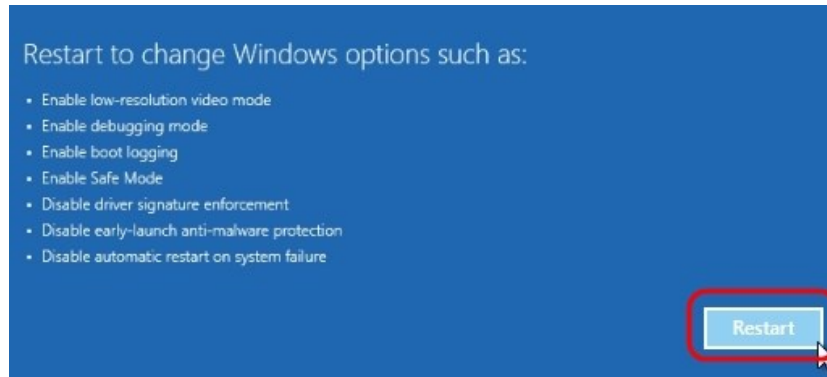 Restart to change Windows options such as:
• Enable low-resolution video mode
• Enable debugging mode
• Enable boot logging
• Enable Safe Mode
• Disable driver signature enforcement
• Disable early-launch anti-malware protection
• Disable automatic restart on system failure
Restart